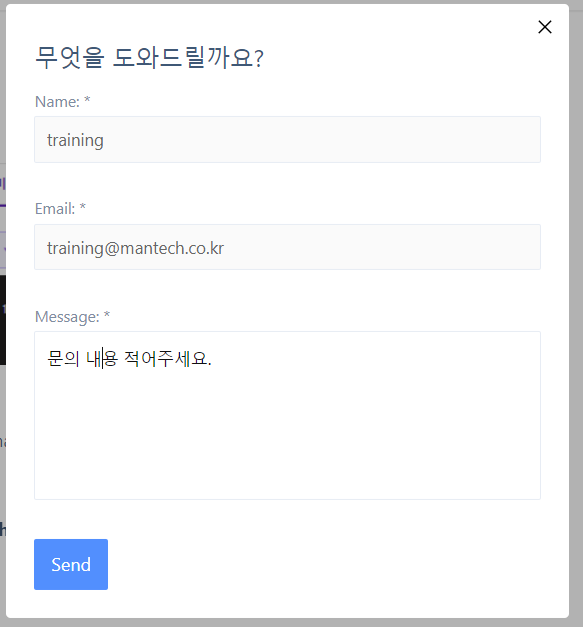 무엇을 도와드릴까요?
Name: *
training
Email: *
training@mantech.co.kr
Message: *
문의 내용 적어주세요.
Send